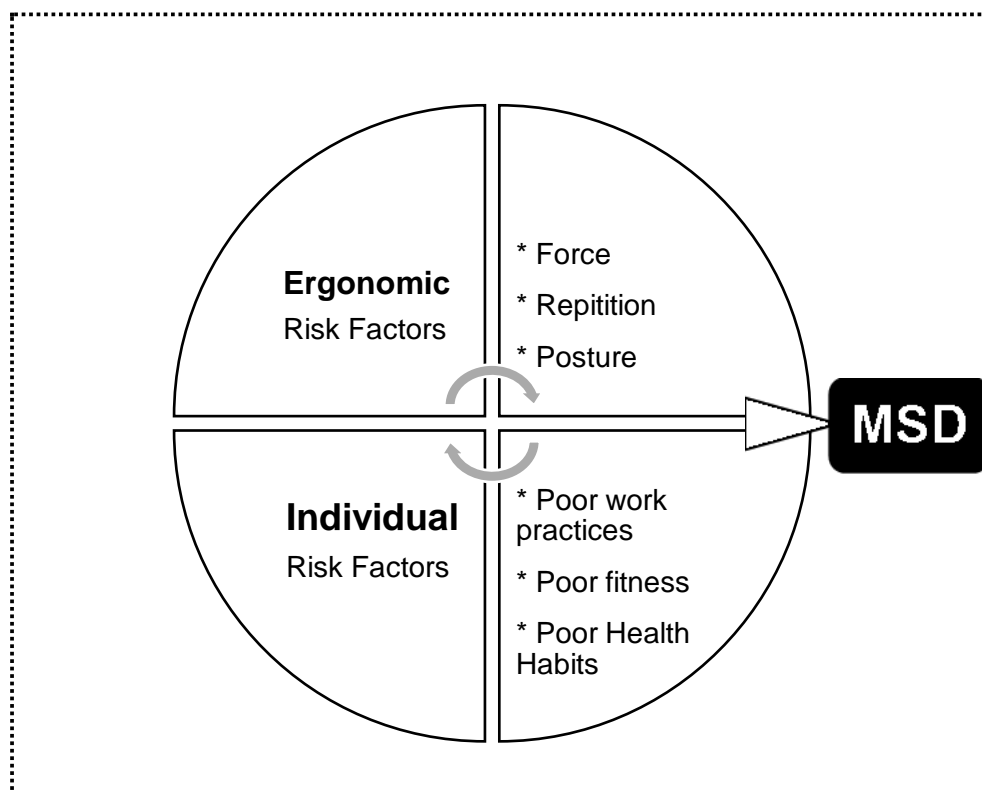 Ergonomic
Risk Factors
* Force
* Repitition
* Posture
MSD
Individual
Risk Factors
* Poor work
practices
* Poor fitness
* Poor Health
Habits